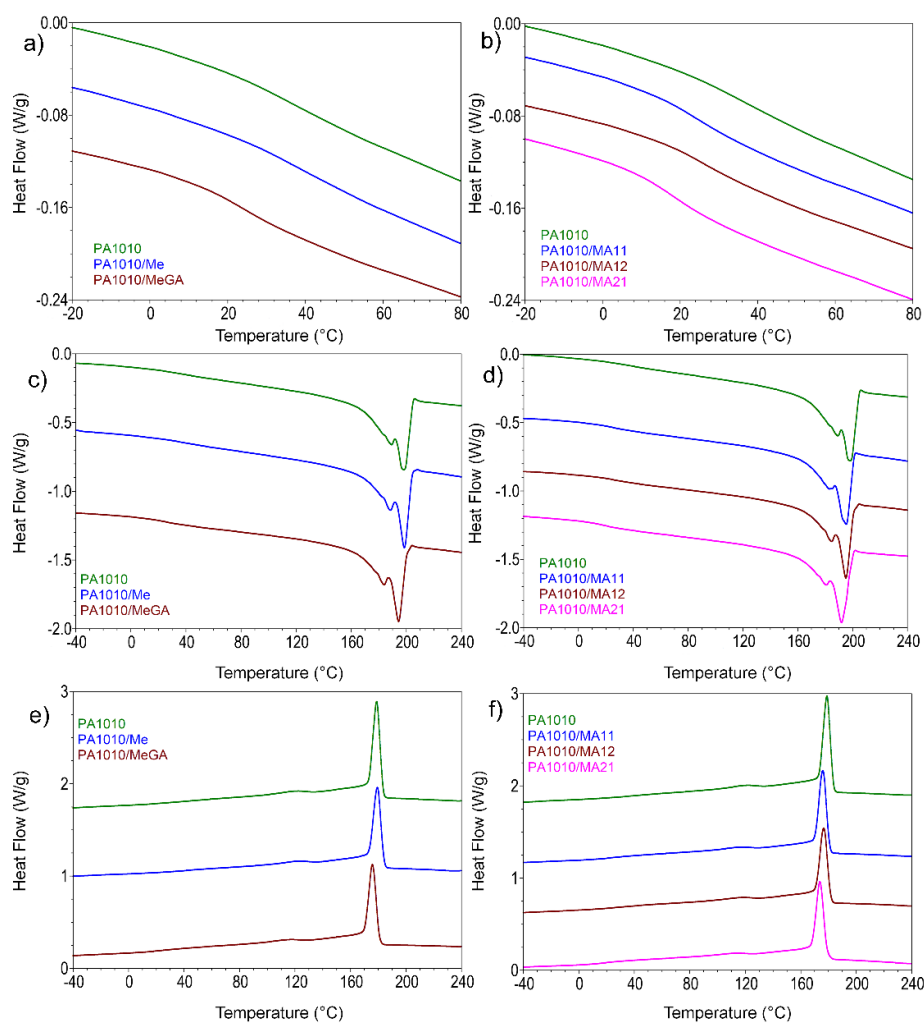 a)
Heat Flow (W/g)
0.00
-0.08
-0.16
-0.24
PA1010
PA1010/Me
PA1010/MeGA
-20 0 20 40 60 80
Temperature (°C)
b)
Heat Flow (W/g)
0.00
-0.08
-0.16
-0.24
PA1010
PA1010/MA11
PA1010/MA12
PA1010/MA21
-20 0 20 40 60 80
Temperature (°C)
c)
Heat Flow (W/g)
0.0
-0.5
-1.0
-1.5
-2.0
PA1010
PA1010/Me
PA1010/MeGA
-40 0 40 80 120 160 200 240
Temperature (°C)
d)
Heat Flow (W/g)
0.0
-0.5
-1.0
-1.5
-2.0
PA1010
PA1010/MA11
PA1010/MA12
PA1010/MA21
-40 0 40 80 120 160 200 240
Temperature (°C)
e)
Heat Flow (W/g)
3
2
1
0
PA1010
PA1010/Me
PA1010/MeGA
-40 0 40 80 120 160 200 240
Temperature (°C)
f)
Heat Flow (W/g)
3
2
1
0
PA1010
PA1010/MA11
PA1010/MA12
PA1010/MA21
-40 0 40 80 120 160 200 240
Temperature (°C)